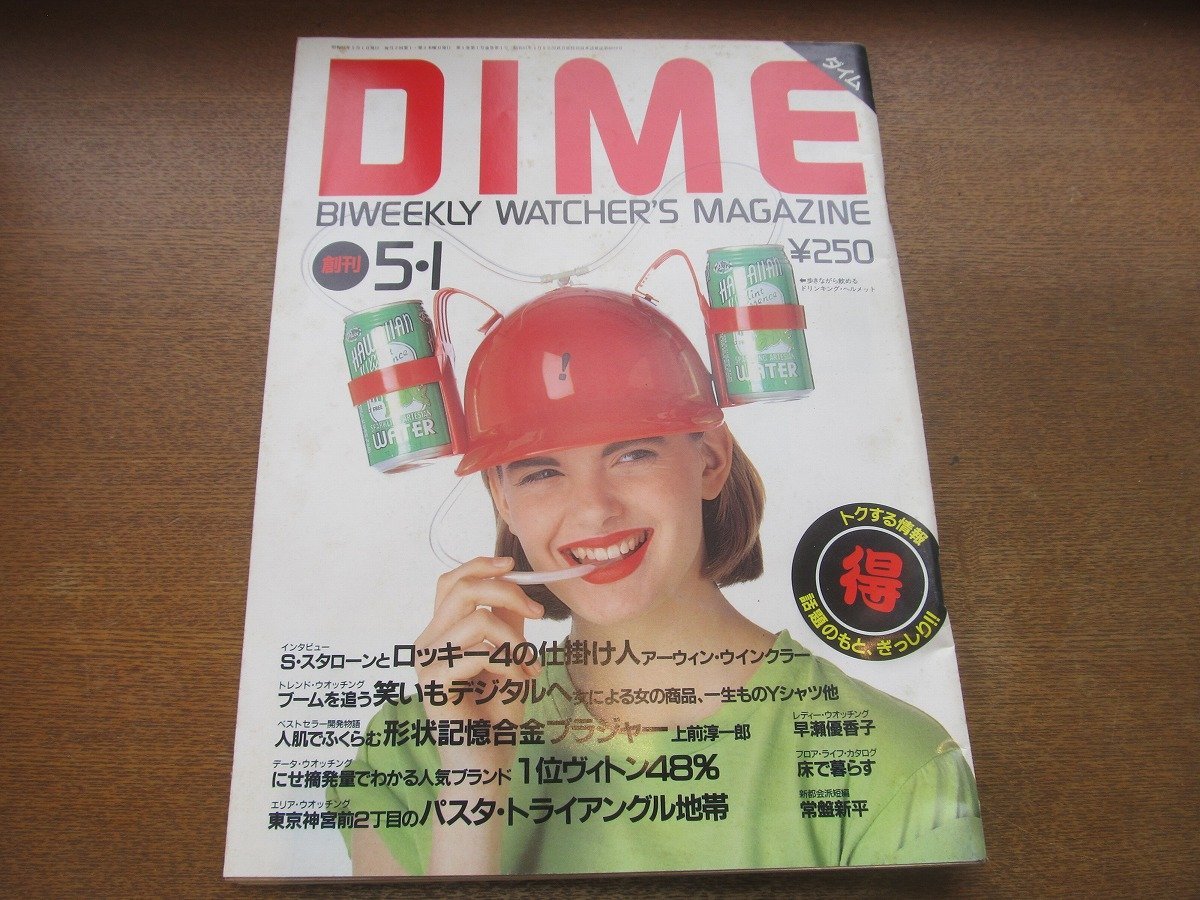 DIME
ダイム
BIWEEKLY WATCHER'S MAGAZINE
創刊 5・1
¥250
←歩きながら飲める
ドリンキング・ヘルメット
HAWAIIAN
WATER
HAWAIIAN
WATER
!
トクする情報
得
話題のもと、ぎっしり!!
インタビュー
S・スタローンとロッキー4の仕掛け人 アーウィン・ウインクラー
トレンド・ウオッチング
ブームを追う 笑いもデジタルへ 女による女の商品、一生ものYシャツ他
ベストセラー開発物語
人肌でふくらむ 形状記憶合金ブラジャー 上前淳一郎
データ・ウオッチング
にせ摘発量でわかる人気ブランド 1位ヴィトン48%
エリア・ウオッチング
東京神宮前2丁目のパスタ・トライアングル地帯
レディー・ウオッチング
早瀬優香子
フロア・ライフ・カタログ
床で暮らす
新都会派短編
常盤新平